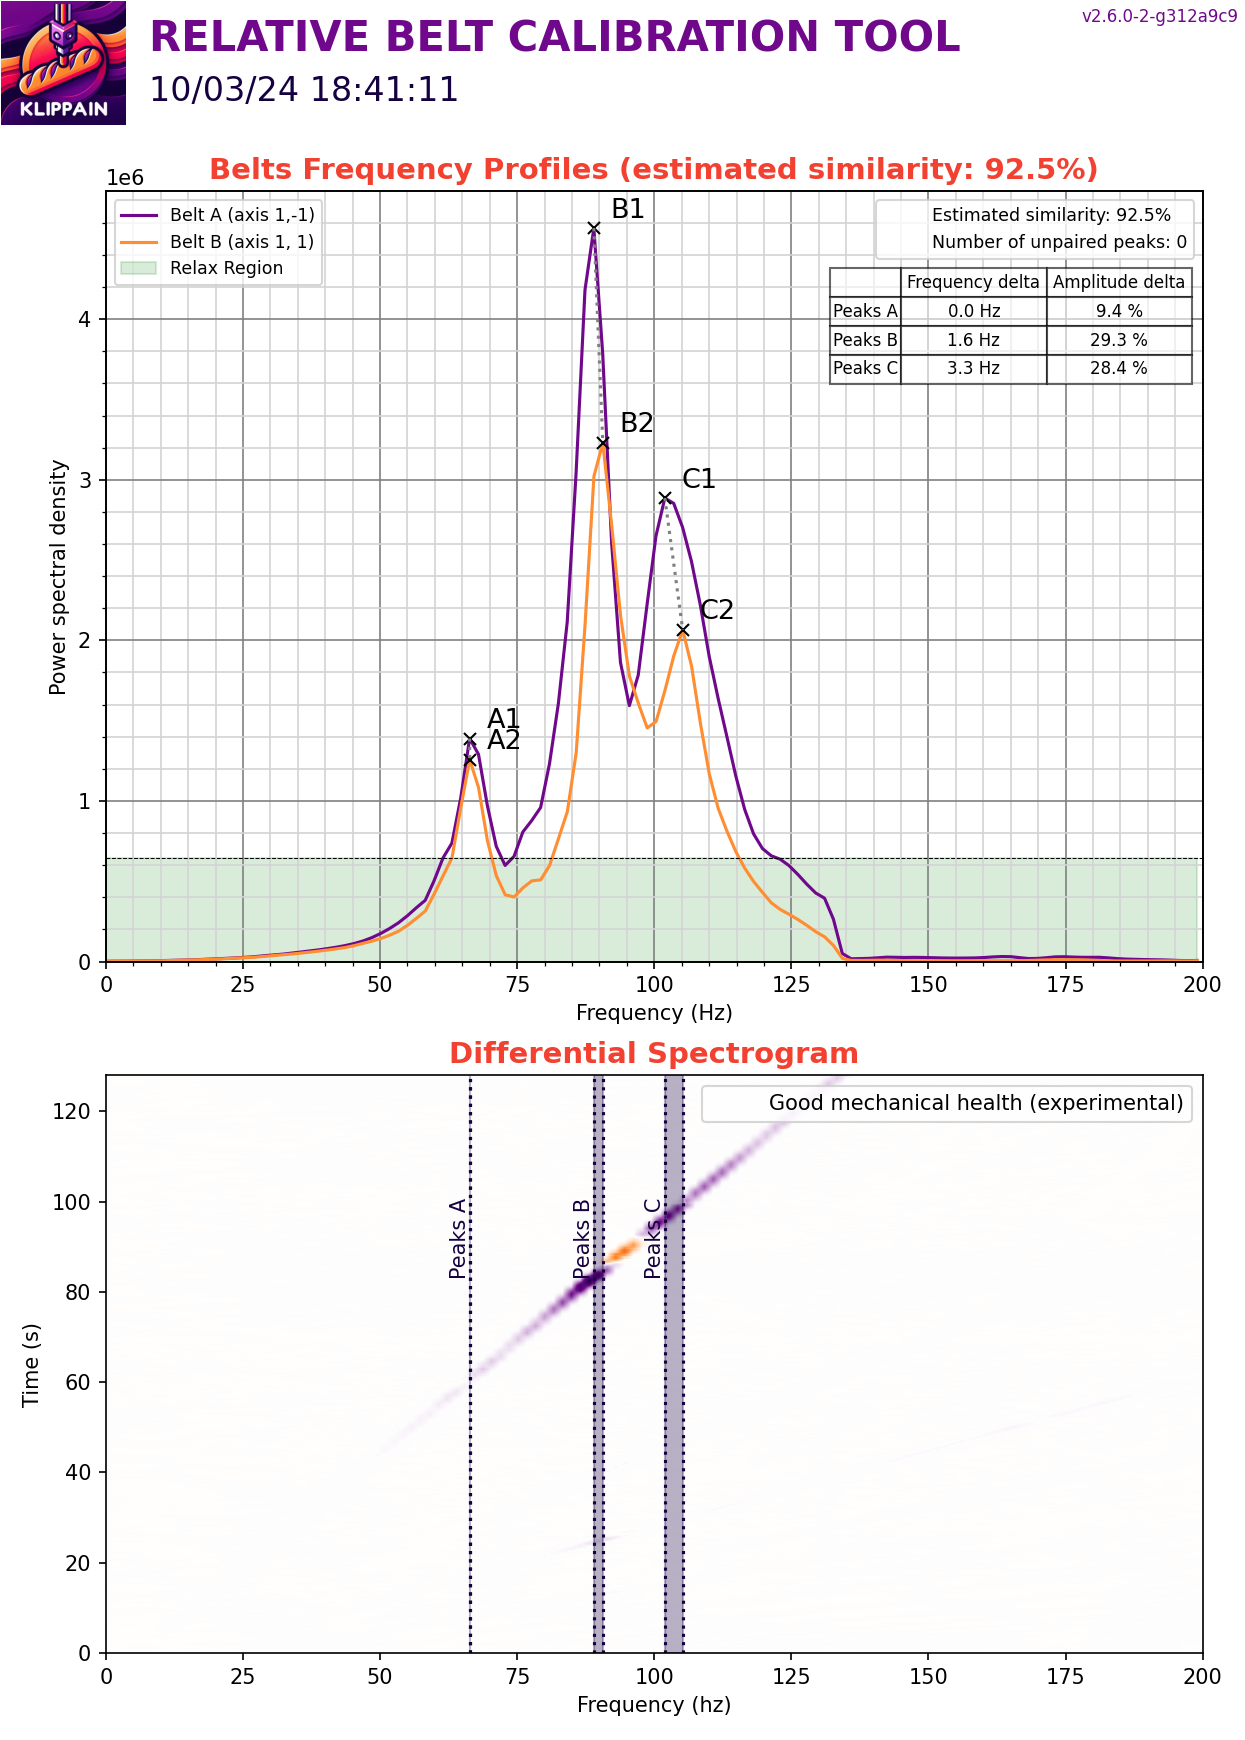 KLIPPAIN
RELATIVE BELT CALIBRATION TOOL
10/03/24 18:41:11
v2.6.0-2-g312a9c9
Belts Frequency Profiles (estimated similarity: 92.5%)
1e6
Belt A (axis 1,-1)
Belt B (axis 1, 1)
Relax Region
Estimated similarity: 92.5%
Number of unpaired peaks: 0
Frequency delta Amplitude delta
Peaks A 0.0 Hz 9.4 %
Peaks B 1.6 Hz 29.3 %
Peaks C 3.3 Hz 28.4 %
B1
B2
C1
C2
A1
A2
Power spectral density
4
3
2
1
0
0 25 50 75 100 125 150 175 200
Frequency (Hz)
Differential Spectrogram
Good mechanical health (experimental)
Peaks A
Peaks B
Peaks C
Time (s)
120
100
80
60
40
20
0
0 25 50 75 100 125 150 175 200
Frequency (hz)